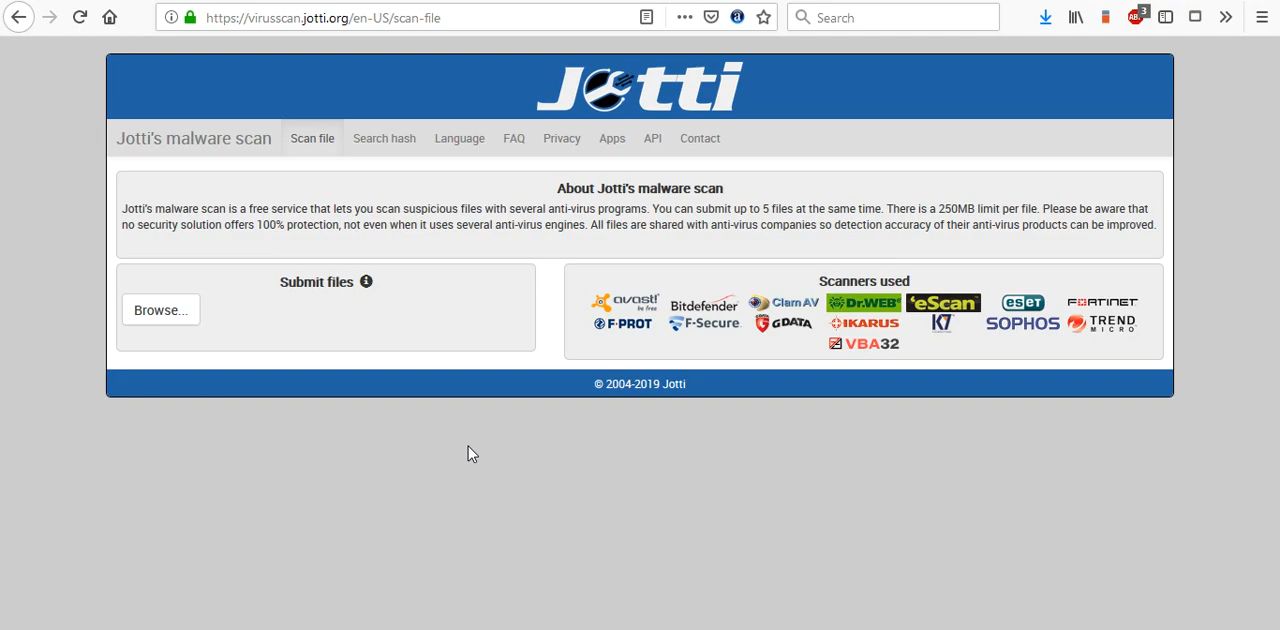 https://virusscan.jotti.org/en-US/scan-file
Search
ABP 3
Jotti
Jotti's malware scan Scan file Search hash Language FAQ Privacy Apps API Contact
About Jotti's malware scan
Jotti's malware scan is a free service that lets you scan suspicious files with several anti-virus programs. You can submit up to 5 files at the same time. There is a 250MB limit per file. Please be aware that
no security solution offers 100% protection, not even when it uses several anti-virus engines. All files are shared with anti-virus companies so detection accuracy of their anti-virus products can be improved.
Submit files
Browse...
Scanners used
avast! be free Bitdefender ClamAV Dr.WEB eScan eSeT FORTINET
F-PROT F-Secure. G DATA IKARUS K7 SOPHOS TREND MICRO
VBA32
© 2004-2019 Jotti